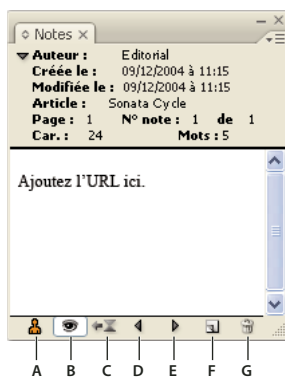 Notes
Auteur : Editorial
Créée le : 09/12/2004 à 11:15
Modifiée le : 09/12/2004 à 11:15
Article : Sonata Cycle
Page : 1 N° note : 1 de 1
Car. : 24 Mots : 5
Ajoutez l’URL ici.
A B C D E F G